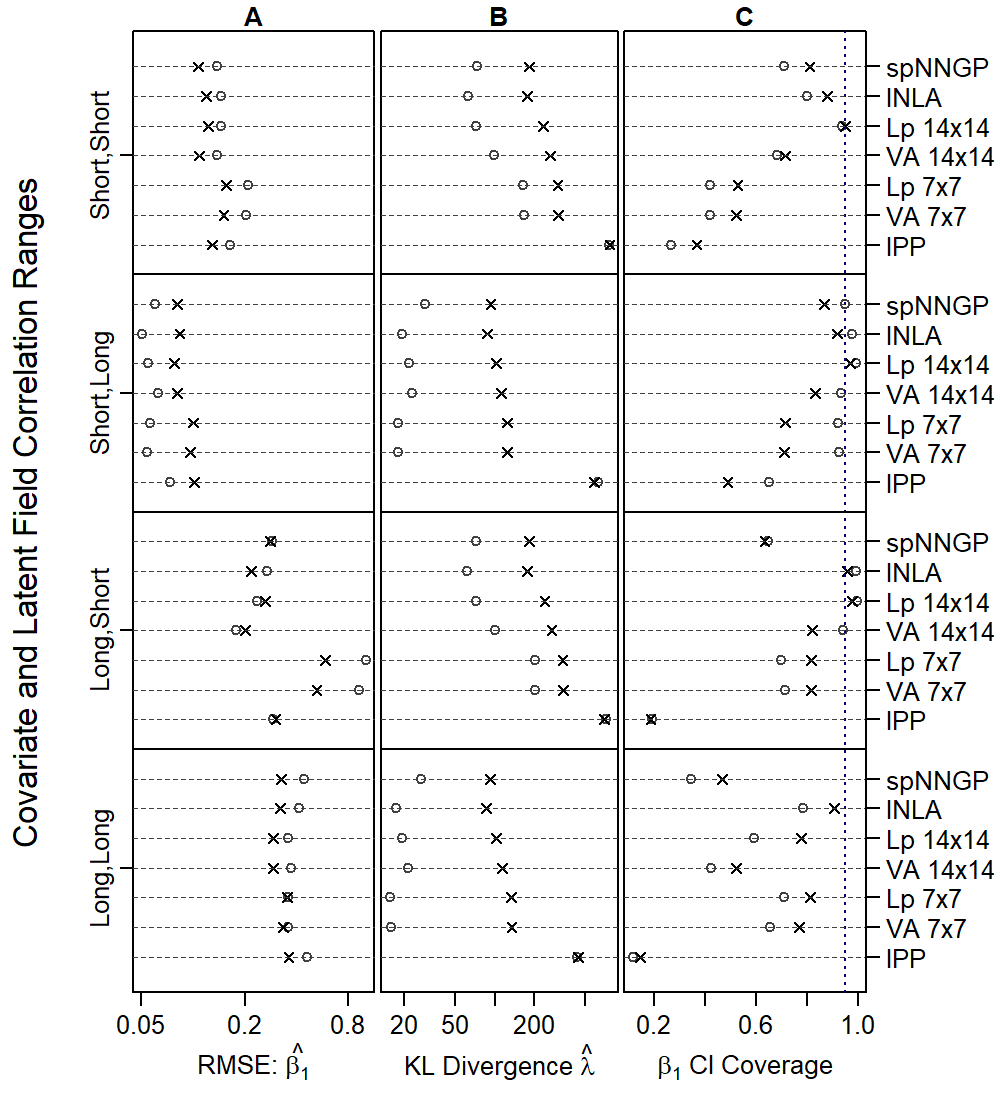 A B C
Covariate and Latent Field Correlation Ranges
Short,Short
spNNGP
INLA
Lp 14x14
VA 14x14
Lp 7x7
VA 7x7
IPP
Short,Long
spNNGP
INLA
Lp 14x14
VA 14x14
Lp 7x7
VA 7x7
IPP
Long,Short
spNNGP
INLA
Lp 14x14
VA 14x14
Lp 7x7
VA 7x7
IPP
Long,Long
spNNGP
INLA
Lp 14x14
VA 14x14
Lp 7x7
VA 7x7
IPP
0.05 0.2 0.8 20 50 200 0.2 0.6 1.0
RMSE: β̂₁ KL Divergence λ̂ β₁ CI Coverage